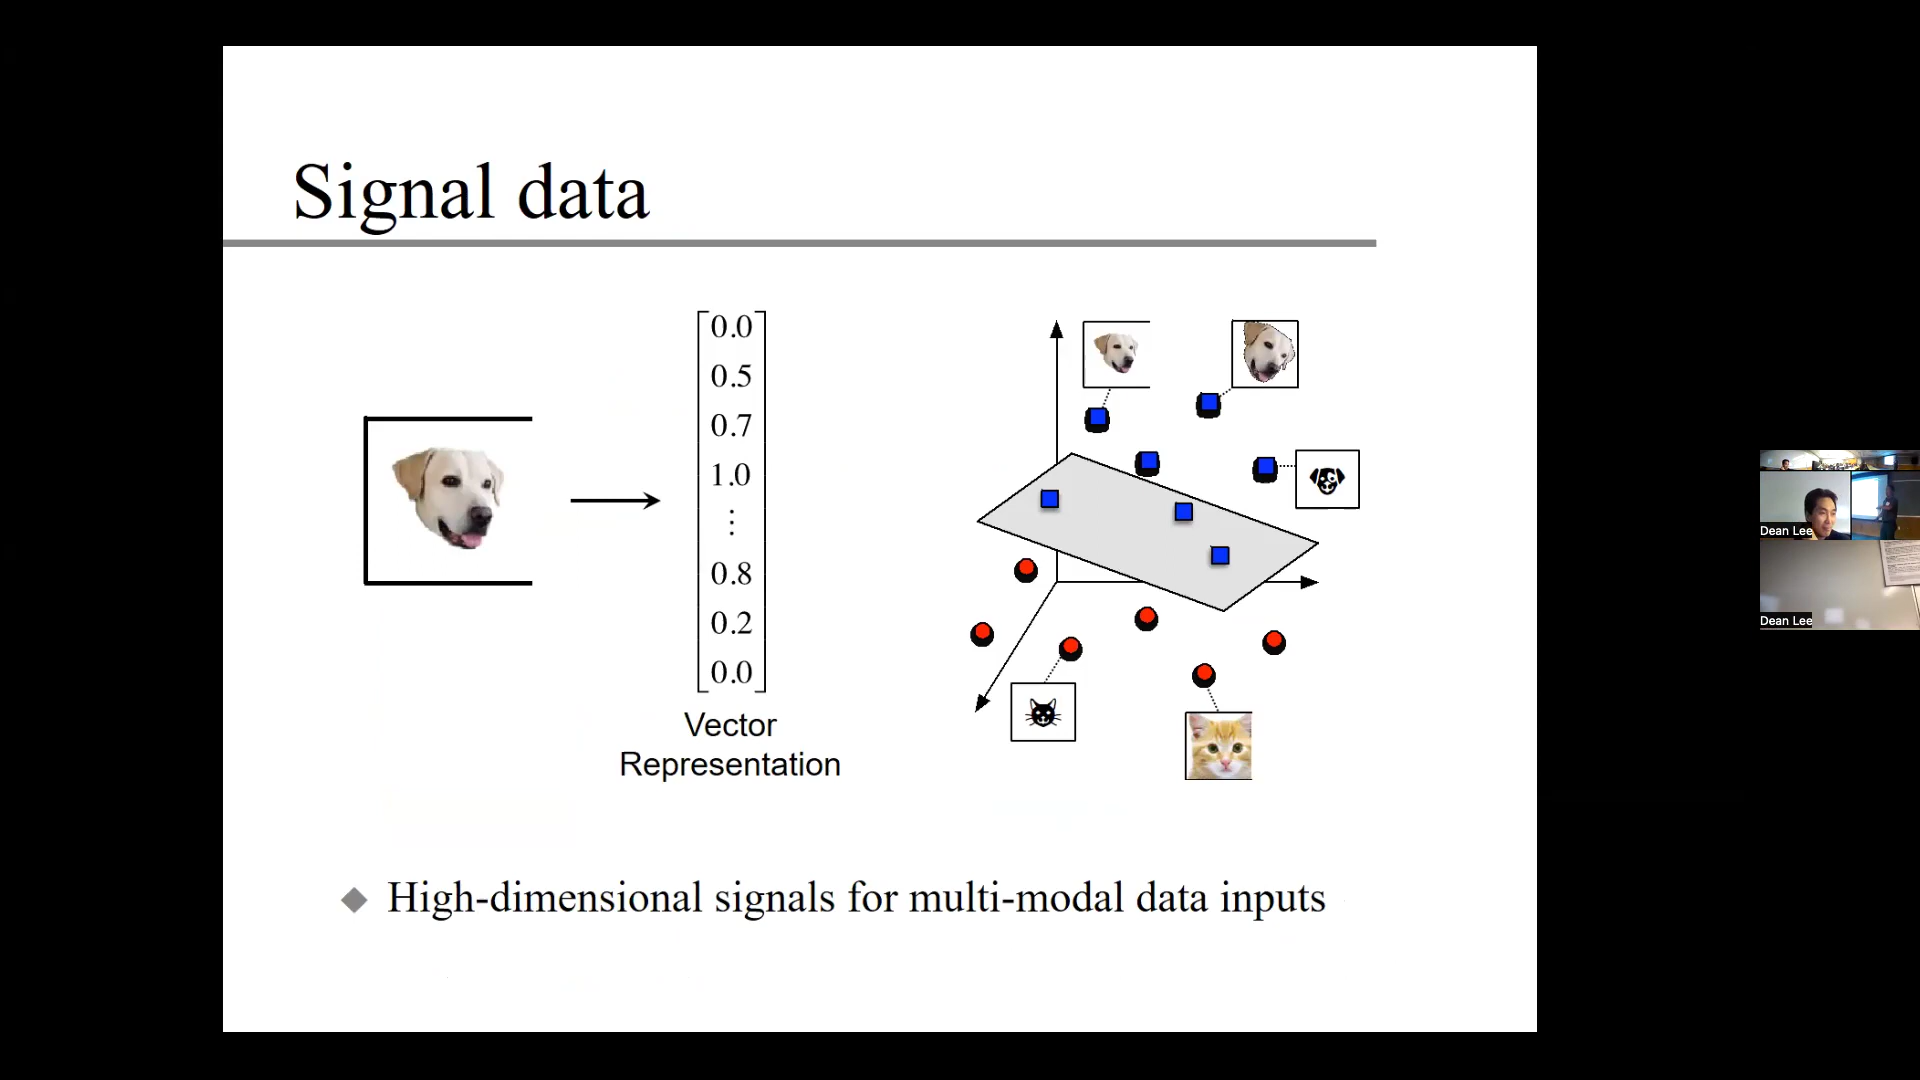 Signal data
0.0
0.5
0.7
1.0
⋮
0.8
0.2
0.0
Vector
Representation
High-dimensional signals for multi-modal data inputs
Dean Lee
Dean Lee